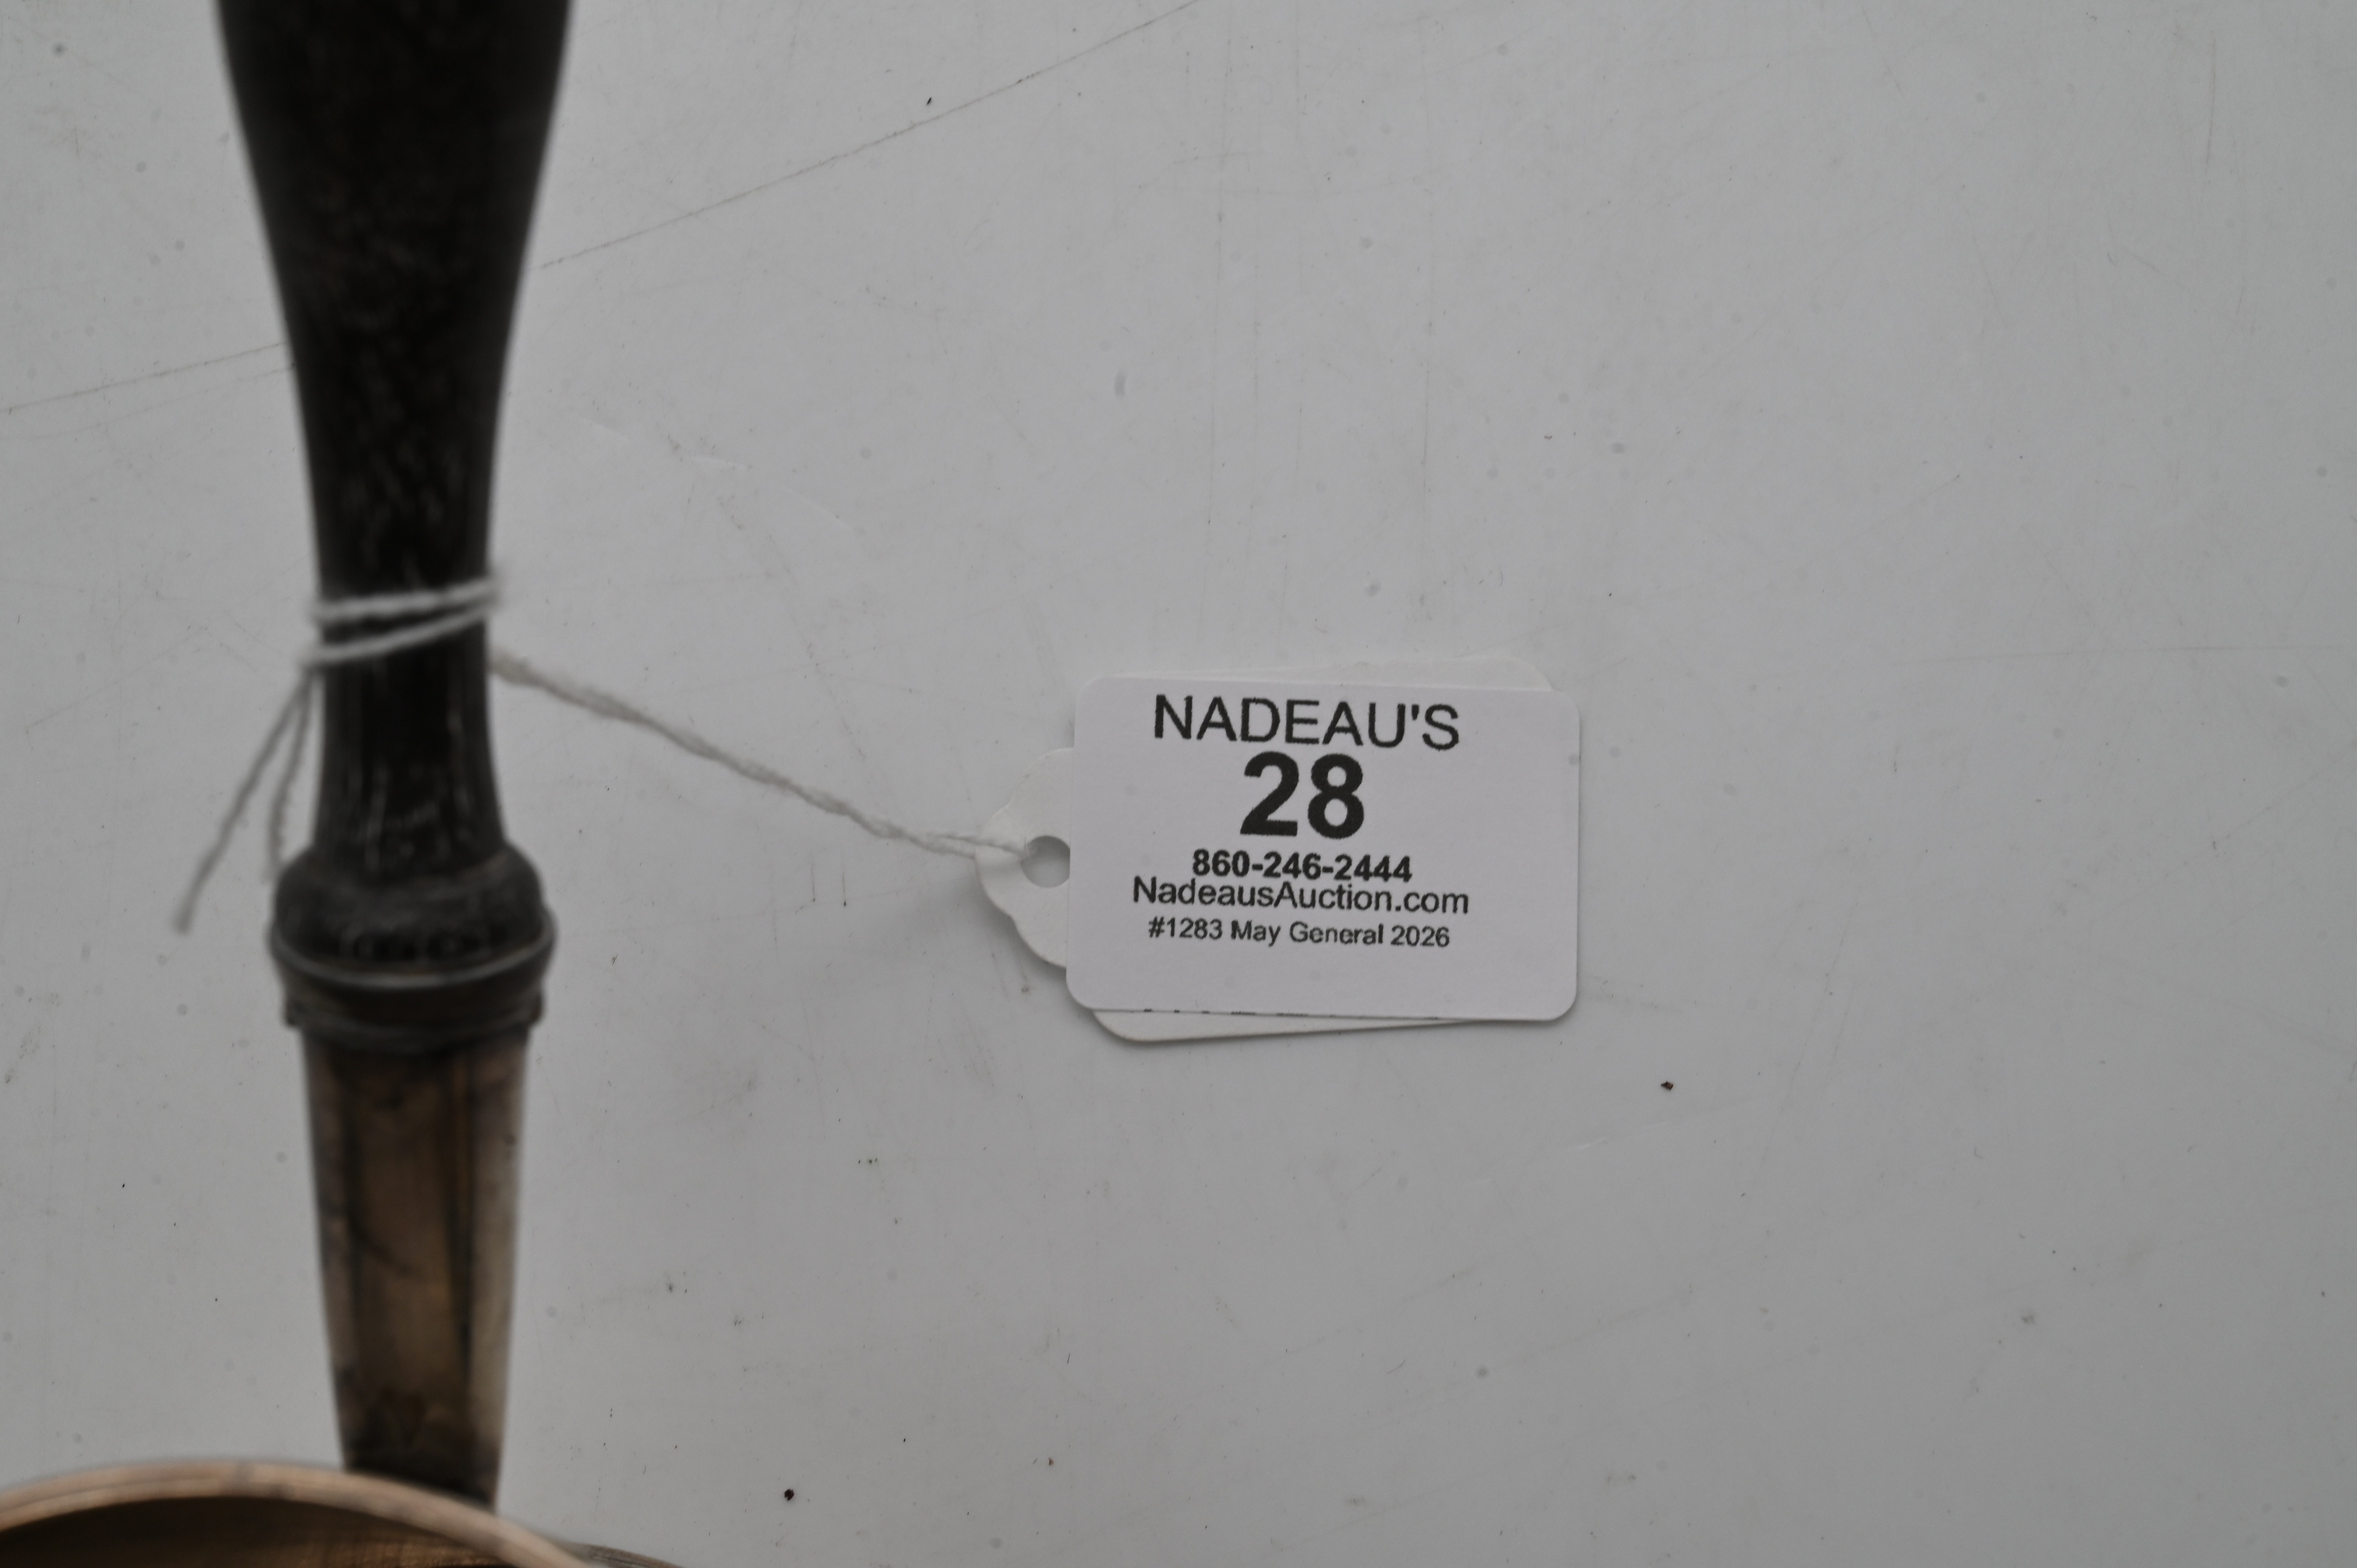 NADEAU'S
28
860-246-2444
NadeausAuction.com
#1283 May General 2026